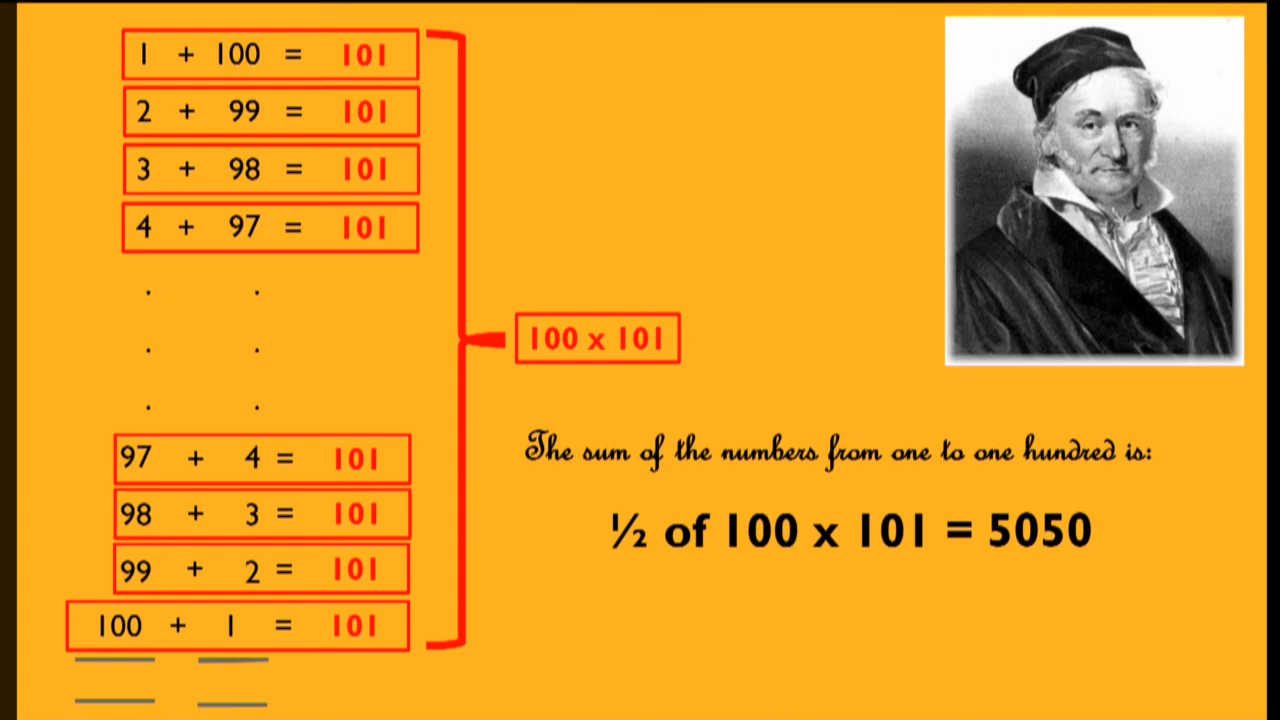 1 + 100 = 101
2 + 99 = 101
3 + 98 = 101
4 + 97 = 101
. .
. .
. .
97 + 4 = 101
98 + 3 = 101
99 + 2 = 101
100 + 1 = 101
100 x 101
The sum of the numbers from one to one hundred is:
½ of 100 x 101 = 5050